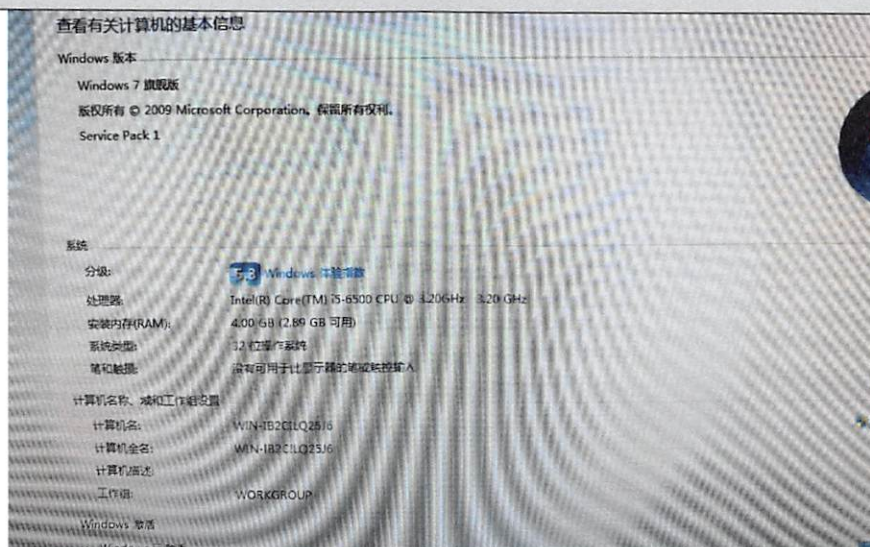 查看有关计算机的基本信息
Windows 版本
Windows 7 旗舰版
版权所有 © 2009 Microsoft Corporation。保留所有权利。
Service Pack 1
系统
分级:
5.3 Windows 体验指数
处理器:
Intel(R) Core(TM) i5-6500 CPU @ 3.20GHz 3.20 GHz
安装内存(RAM):
4.00 GB (2.89 GB 可用)
系统类型:
32 位操作系统
笔和触摸:
没有可用于此显示器的笔或触控输入
计算机名称、域和工作组设置
计算机名:
WIN-IB2CILQ25J6
计算机全名:
WIN-IB2CILQ25J6
计算机描述:
工作组:
WORKGROUP
Windows 激活